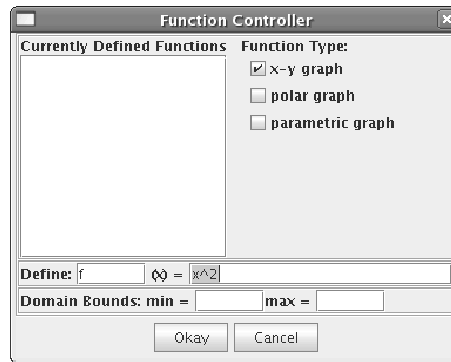 Function Controller
Currently Defined Functions
Function Type:
x-y graph
polar graph
parametric graph
Define: f (x) = x^2
Domain Bounds: min = max =
Okay Cancel